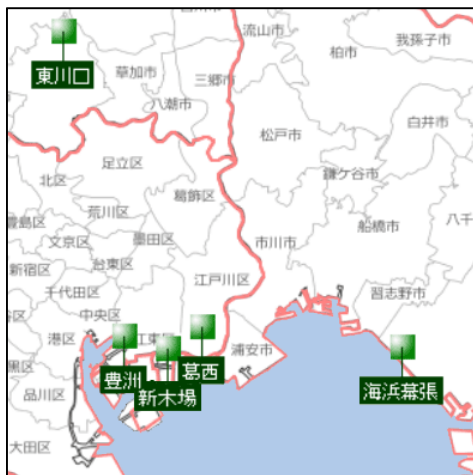 流山市
柏市
我孫子市
東川口
草加市
三郷市
八潮市
松戸市
白井市
足立区
北区
葛飾区
鎌ケ谷市
荒川区
船橋市
文京区
墨田区
市川市
台東区
新宿区
江戸川区
千代田区
習志野市
中央区
港区
江東
浦安市
豊洲
葛西
新木場
海浜幕張
品川区
大田区